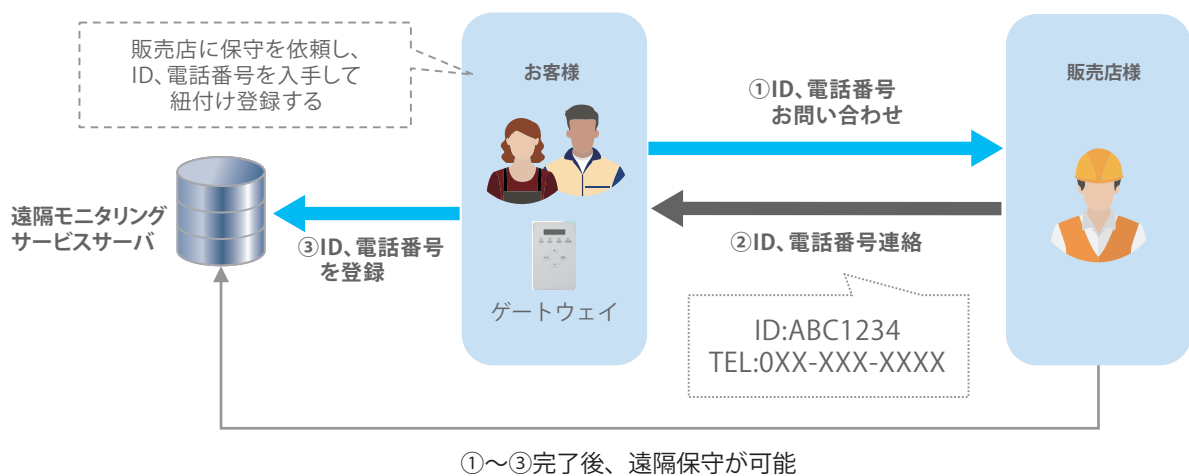 販売店に保守を依頼し、
ID、電話番号を入手して
紐付け登録する
お客様
販売店様
①ID、電話番号
お問い合わせ
遠隔モニタリング
サービスサーバ
③ID、電話番号
を登録
②ID、電話番号連絡
ゲートウェイ
ID:ABC1234
TEL:0XX-XXX-XXXX
①～③完了後、遠隔保守が可能